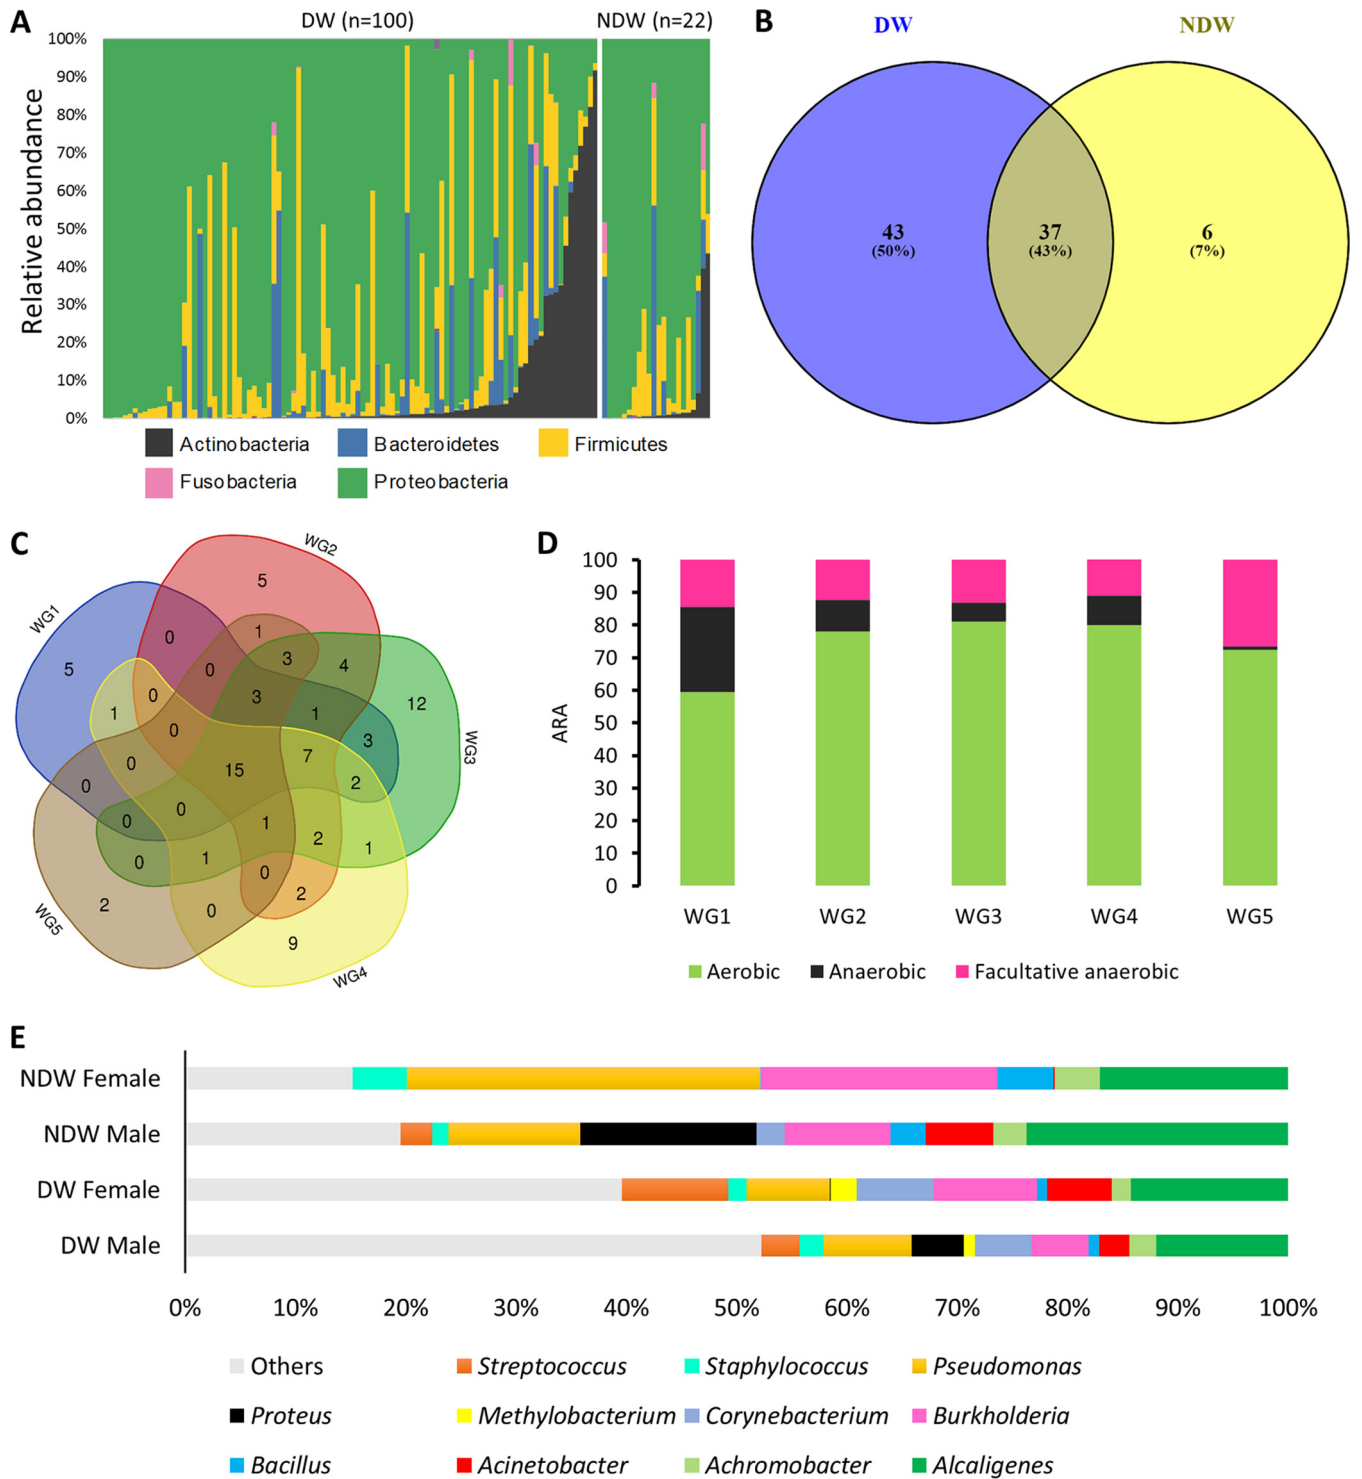 A
DW (n=100)
NDW (n=22)
Relative abundance
100%
90%
80%
70%
60%
50%
40%
30%
20%
10%
0%
Actinobacteria
Bacteroidetes
Firmicutes
Fusobacteria
Proteobacteria
B
DW
NDW
43
(50%)
37
(43%)
6
(7%)
C
WG1
WG2
WG3
WG4
WG5
5
5
0
1
0
3
4
12
3
1
3
0
1
0
15
7
2
0
0
0
0
1
2
1
0
1
0
2
2
0
9
D
ARA
100
90
80
70
60
50
40
30
20
10
0
WG1
WG2
WG3
WG4
WG5
Aerobic
Anaerobic
Facultative anaerobic
E
NDW Female
NDW Male
DW Female
DW Male
0%
10%
20%
30%
40%
50%
60%
70%
80%
90%
100%
Others
Streptococcus
Staphylococcus
Pseudomonas
Proteus
Methylobacterium
Corynebacterium
Burkholderia
Bacillus
Acinetobacter
Achromobacter
Alcaligenes